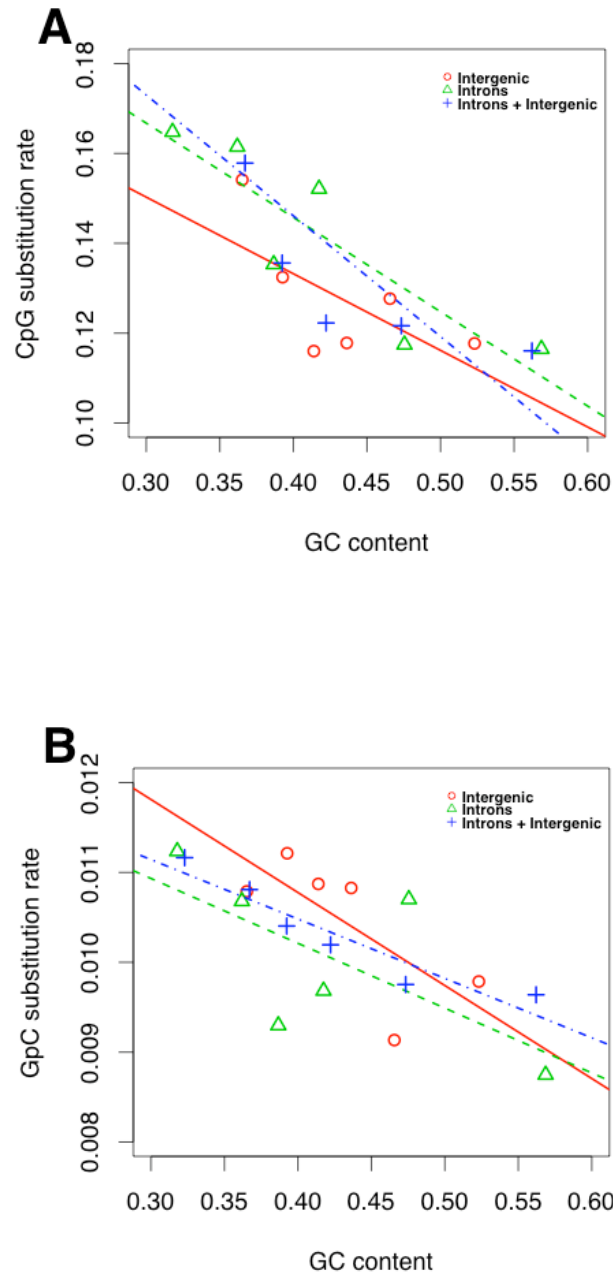 A
CpG substitution rate
0.18
0.16
0.14
0.12
0.10
Intergenic
Introns
Introns + Intergenic
0.30 0.35 0.40 0.45 0.50 0.55 0.60
GC content
B
GpC substitution rate
0.012
0.011
0.010
0.009
0.008
Intergenic
Introns
Introns + Intergenic
0.30 0.35 0.40 0.45 0.50 0.55 0.60
GC content